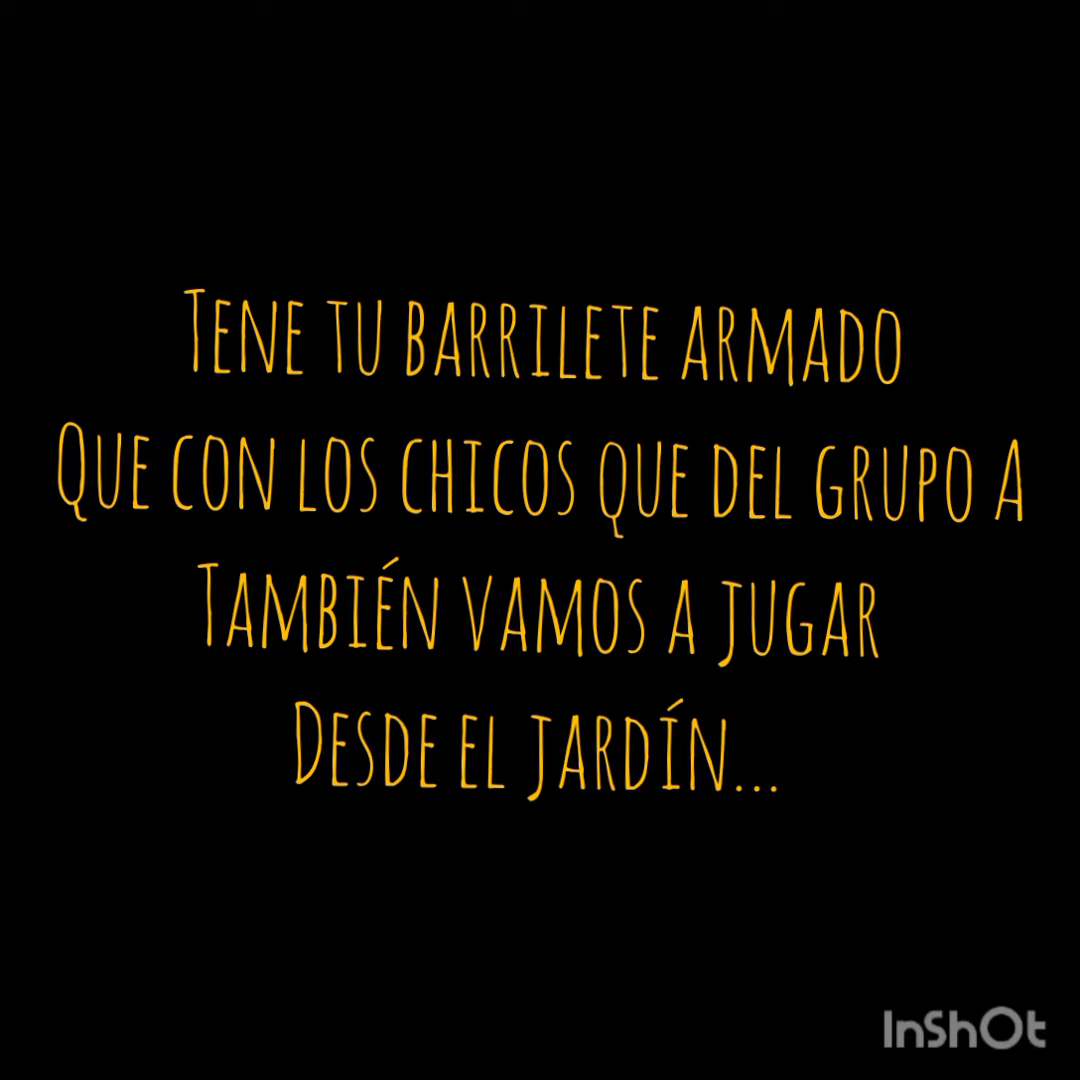 Tene tu barrilete armado
Que con los chicos que del grupo A
También vamos a jugar
Desde el jardín...
InShOt